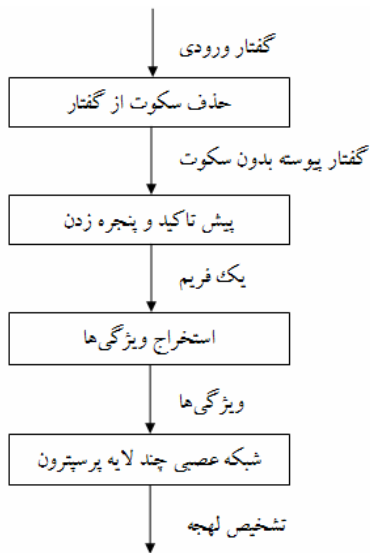 گفتار ورودی
حذف سکوت از گفتار
گفتار پیوسته بدون سکوت
پیش تاکید و پنجره زدن
یک فریم
استخراج ویژگی‌ها
ویژگی‌ها
شبکه عصبی چند لایه پرسپترون
تشخیص لهجه